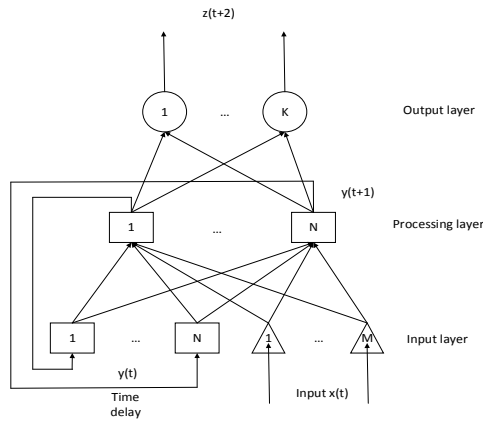 z(t+2)
1 ... K Output layer
y(t+1)
1 ... N Processing layer
1 ... N 1 ... M Input layer
y(t) Input x(t)
Time
delay